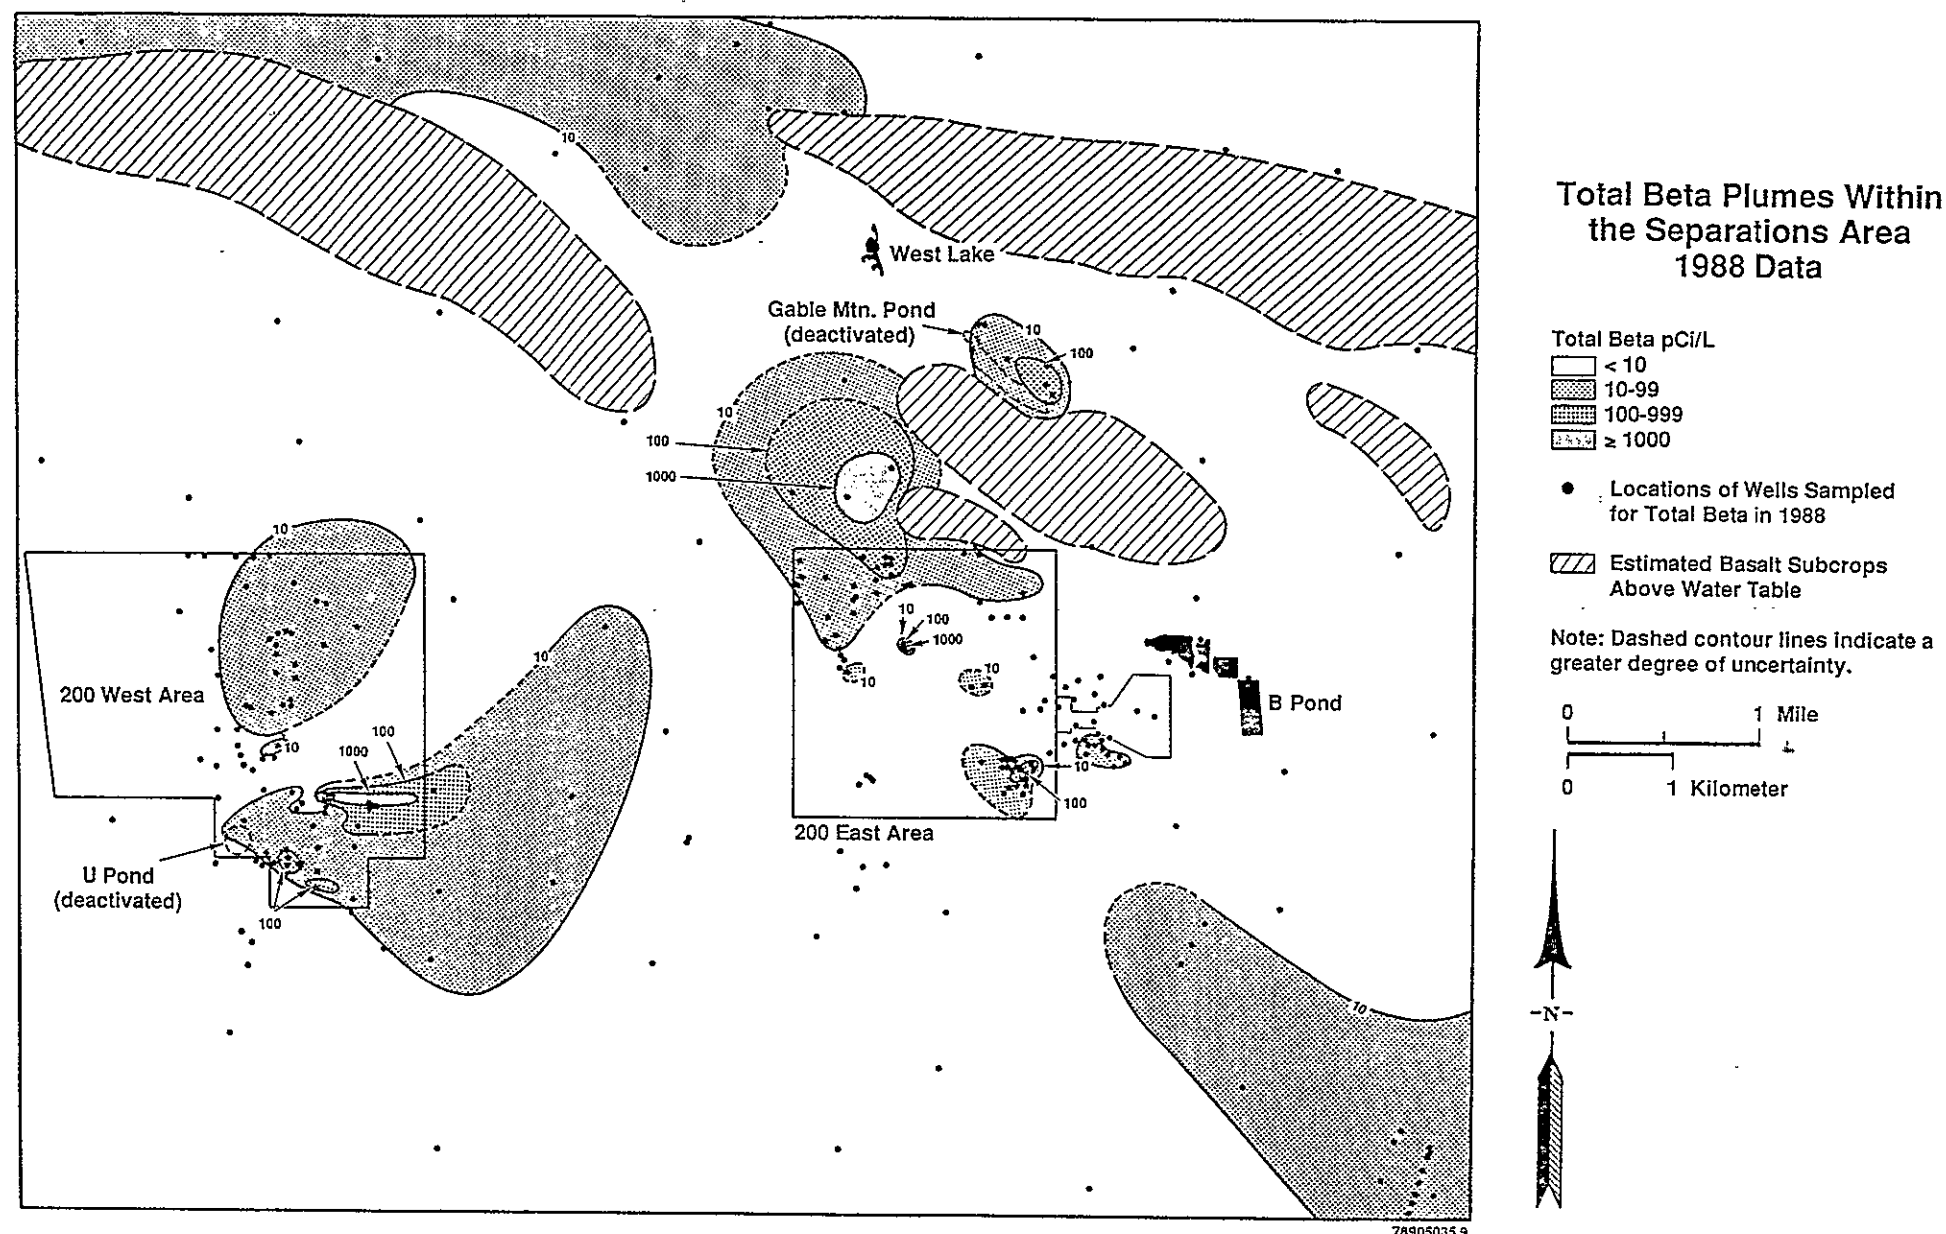 Total Beta Plumes Within
the Separations Area
1988 Data
Total Beta pCi/L
< 10
10-99
100-999
≥ 1000
Locations of Wells Sampled
for Total Beta in 1988
Estimated Basalt Subcrops
Above Water Table
Note: Dashed contour lines indicate a
greater degree of uncertainty.
0 1 Mile
0 1 Kilometer
-N-
10
West Lake
Gable Mtn. Pond
(deactivated)
10
100
10
100
1000
10
10
200 West Area
10
100
1000
10
10
10
100
1000
10
10
B Pond
10
100
200 East Area
U Pond
(deactivated)
100
10
78905035.9